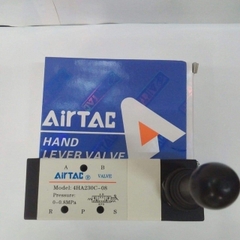 AirTAC
HAND
LEVER VALVE
A B
AirTAC® VALVE
Model: 4HA230C-08
Pressure
0~0.8MPa
R P S